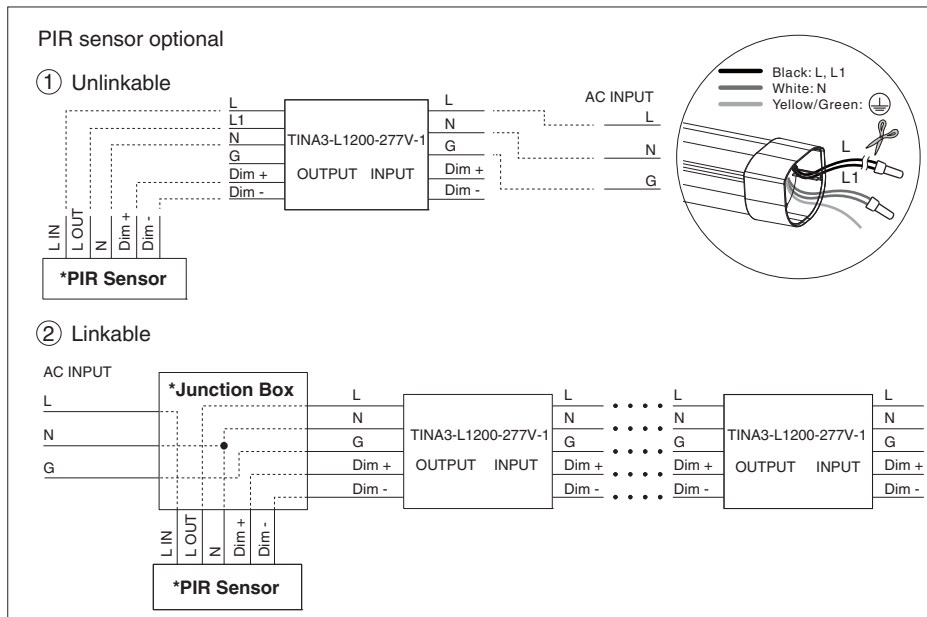 PIR sensor optional
1 Unlinkable
L
L1
N
G
Dim +
Dim -
TINA3-L1200-277V-1
OUTPUT INPUT
L
N
G
Dim +
Dim -
AC INPUT
L
N
G
Black: L, L1
White: N
Yellow/Green:
L
L1
L IN
L OUT
N
Dim +
Dim -
*PIR Sensor
2 Linkable
AC INPUT
L
N
G
*Junction Box
L
N
G
Dim +
Dim -
TINA3-L1200-277V-1
OUTPUT INPUT
L
N
G
Dim +
Dim -
L
N
G
Dim +
Dim -
TINA3-L1200-277V-1
OUTPUT INPUT
L
N
G
Dim +
Dim -
L IN
L OUT
N
Dim +
Dim -
*PIR Sensor